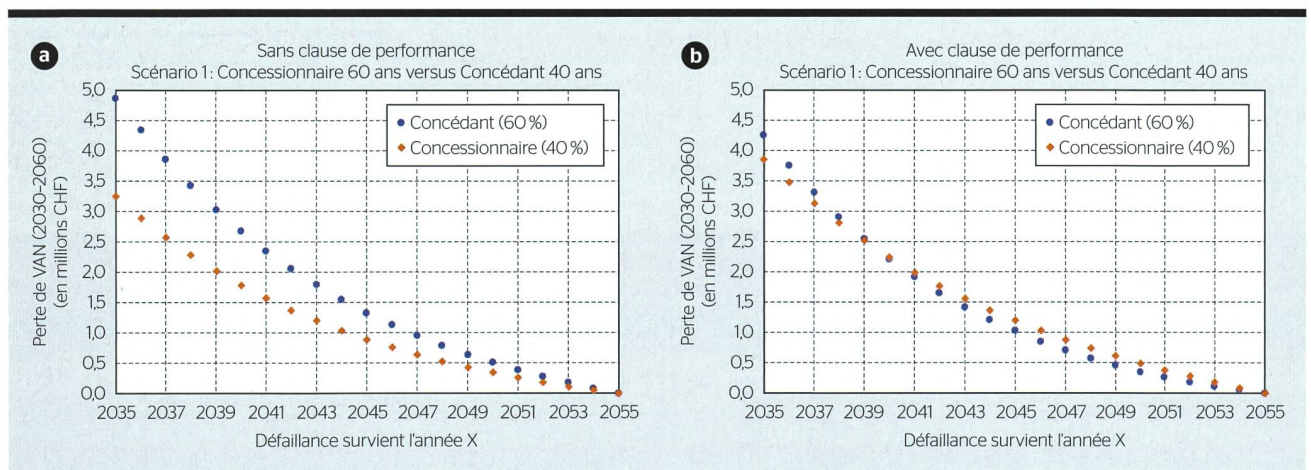 a
Sans clause de performance
Scénario 1: Concessionnaire 60 ans versus Concédant 40 ans
5,0
4,5
4,0
3,5
3,0
2,5
2,0
1,5
1,0
0,5
0,0
Perte de VAN (2030–2060)
(en millions CHF)
Concédant (60 %)
Concessionnaire (40 %)
2035 2037 2039 2041 2043 2045 2047 2049 2051 2053 2055
Défaillance survient l'année X
b
Avec clause de performance
Scénario 1: Concessionnaire 60 ans versus Concédant 40 ans
5,0
4,5
4,0
3,5
3,0
2,5
2,0
1,5
1,0
0,5
0,0
Perte de VAN (2030–2060)
(en millions CHF)
Concédant (60 %)
Concessionnaire (40 %)
2035 2037 2039 2041 2043 2045 2047 2049 2051 2053 2055
Défaillance survient l'année X